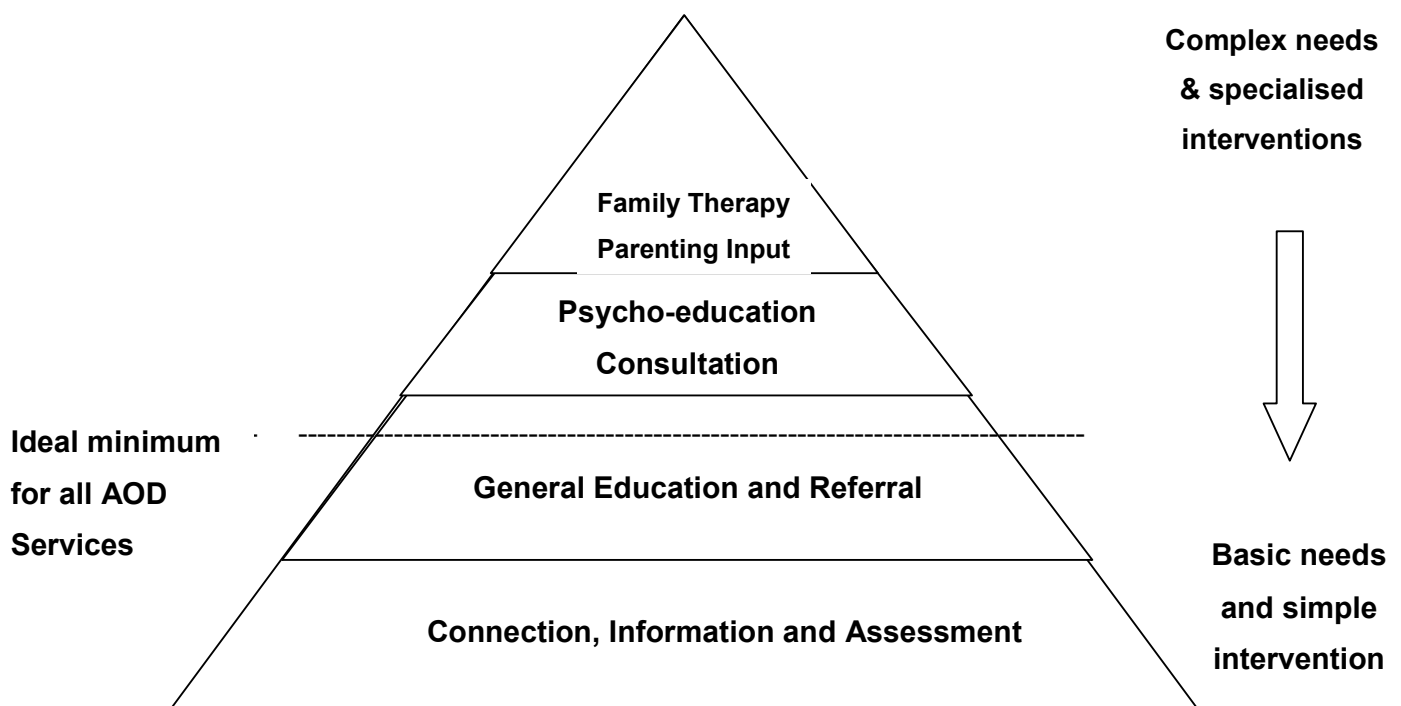 Complex needs
& specialised
interventions
Family Therapy
Parenting Input
Psycho-education
Consultation
Ideal minimum
for all AOD
Services
General Education and Referral
Connection, Information and Assessment
Basic needs
and simple
intervention